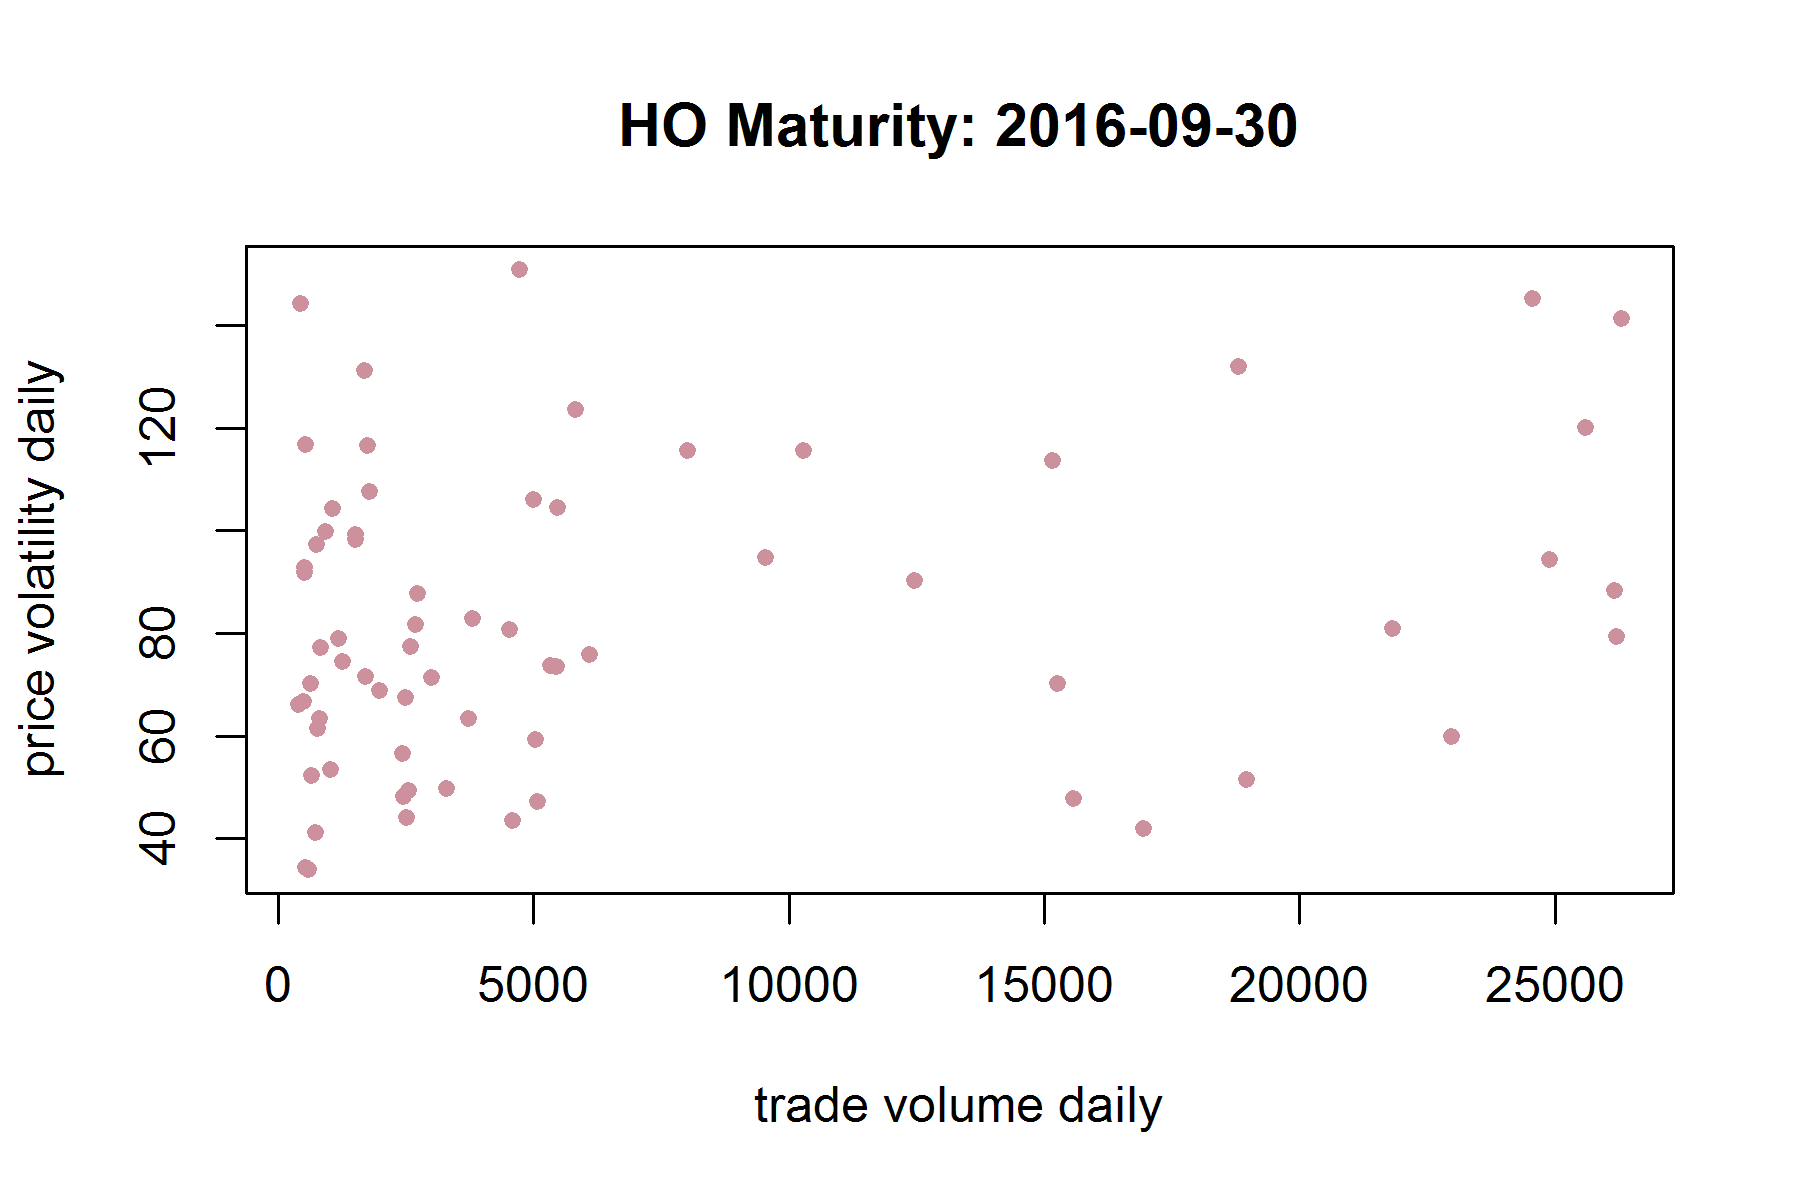 HO Maturity: 2016-09-30
price volatility daily
120
80
60
40
0 5000 10000 15000 20000 25000
trade volume daily